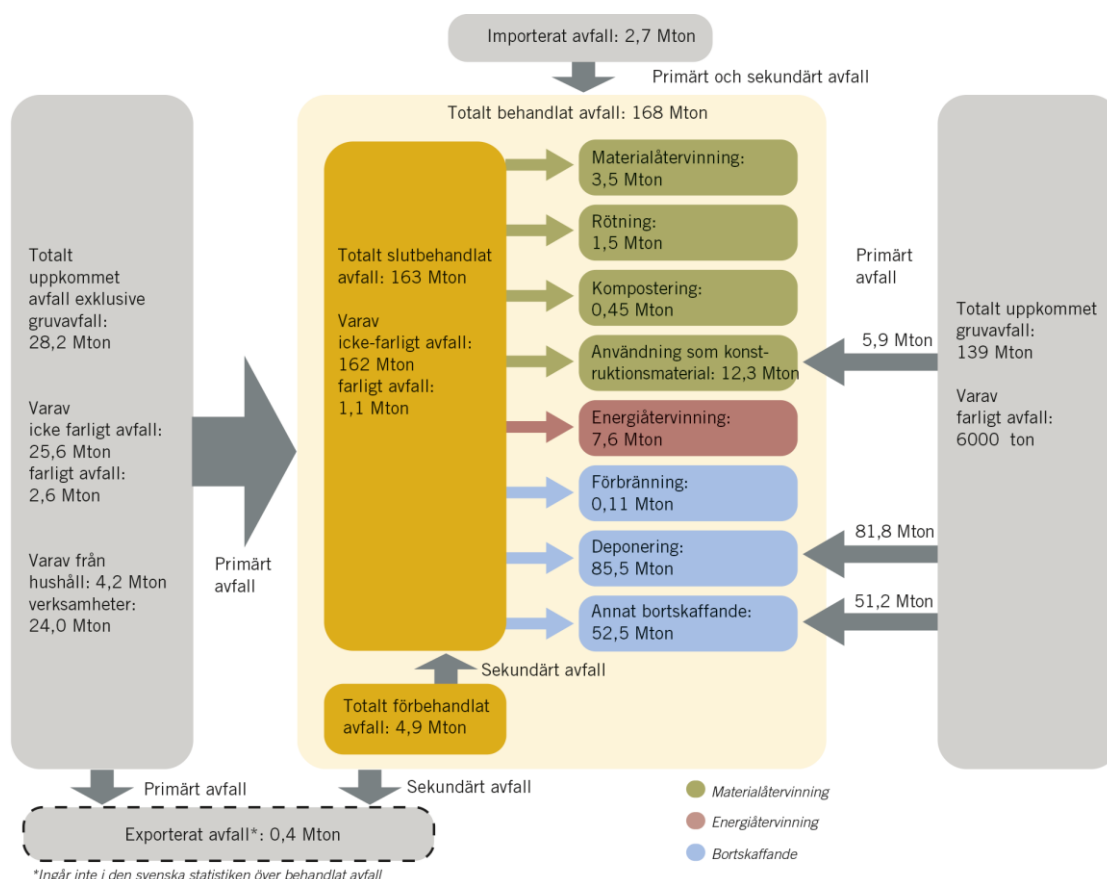 Importerat avfall: 2,7 Mton
Primärt och sekundärt avfall
Totalt
uppkommet
avfall exklusive
gruvavfall:
28,2 Mton
Varav
icke farligt avfall:
25,6 Mton
farligt avfall:
2,6 Mton
Varav från
hushåll: 4,2 Mton
verksamheter:
24,0 Mton
Primärt
avfall
Totalt behandlat avfall: 168 Mton
Totalt slutbehandlat
avfall: 163 Mton
Varav
icke-farligt avfall:
162 Mton
farligt avfall:
1,1 Mton
Materialåtervinning:
3,5 Mton
Rötning:
1,5 Mton
Kompostering:
0,45 Mton
Användning som konst-
ruktionsmaterial: 12,3 Mton
Energiåtervinning:
7,6 Mton
Förbränning:
0,11 Mton
Deponering:
85,5 Mton
Annat bortskaffande:
52,5 Mton
Sekundärt avfall
Totalt förbehandlat
avfall: 4,9 Mton
Primärt
avfall
5,9 Mton
81,8 Mton
51,2 Mton
Totalt uppkommet
gruvavfall:
139 Mton
Varav
farligt avfall:
6000 ton
Primärt avfall
Sekundärt avfall
Exporterat avfall*: 0,4 Mton
*Ingår inte i den svenska statistiken över behandlat avfall
Materialåtervinning
Energiåtervinning
Bortskaffande